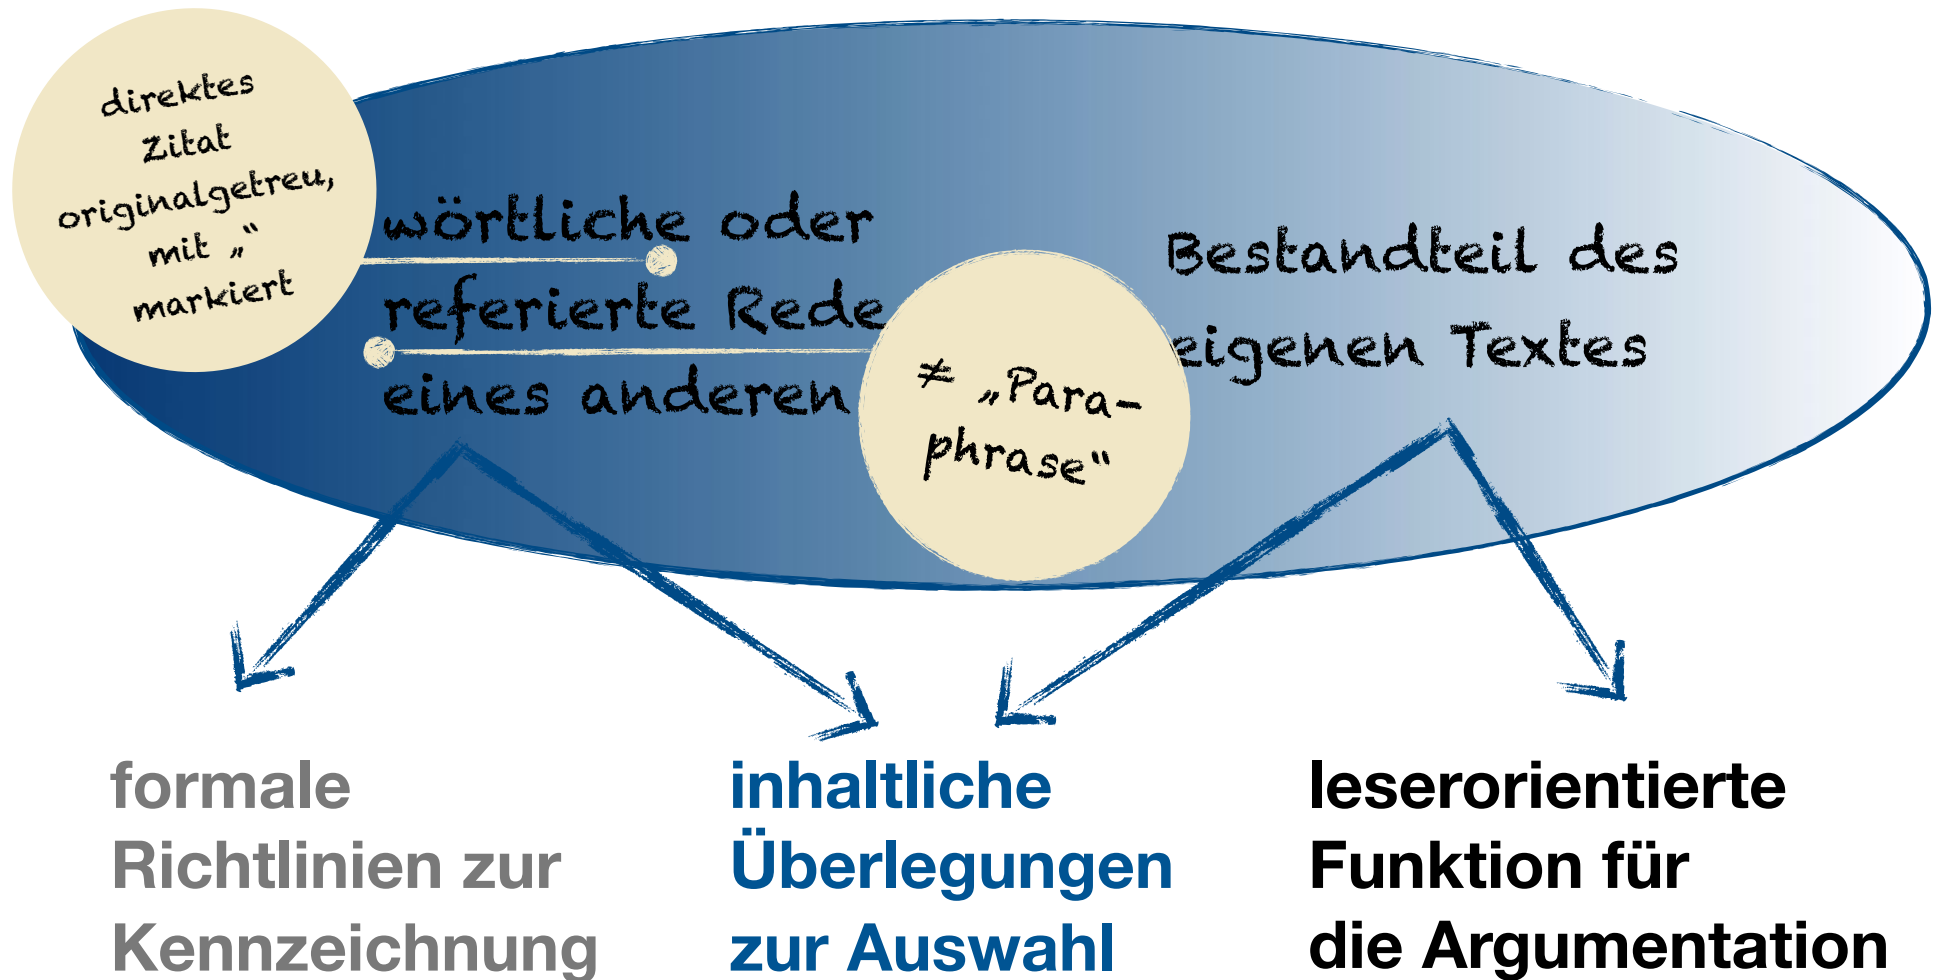 direktes
Zitat
originalgetreu,
mit „“
markiert
wörtliche oder
referierte Rede
eines anderen
≠ „Para-
phrase“
Bestandteil des
eigenen Textes
formale
Richtlinien zur
Kennzeichnung
inhaltliche
Überlegungen
zur Auswahl
leserorientierte
Funktion für
die Argumentation